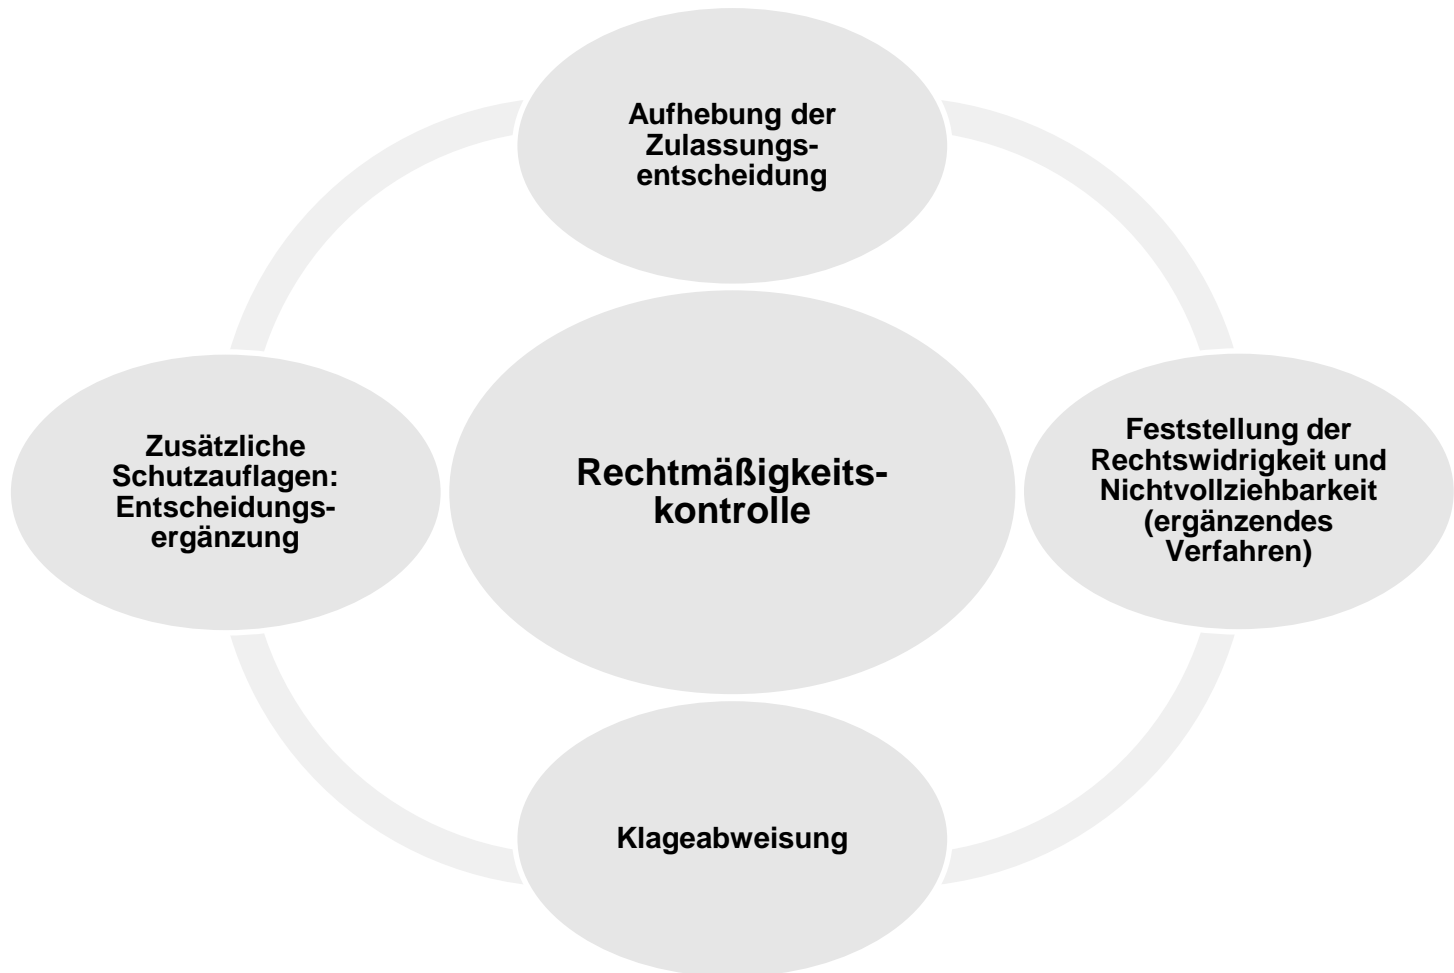 Aufhebung der
Zulassungs-
entscheidung
Zusätzliche
Schutzauflagen:
Entscheidungs-
ergänzung
Rechtmäßigkeits-
kontrolle
Feststellung der
Rechtswidrigkeit und
Nichtvollziehbarkeit
(ergänzendes
Verfahren)
Klageabweisung